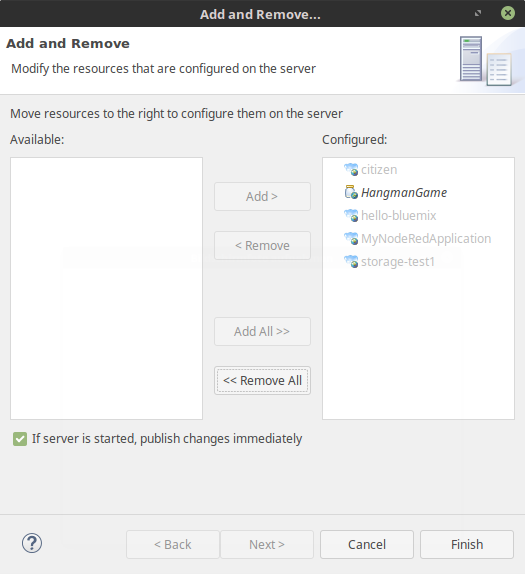 Add and Remove...
Add and Remove
Modify the resources that are configured on the server
Move resources to the right to configure them on the server
Available:
Configured:
citizen
HangmanGame
hello-bluemix
MyNodeRedApplication
storage-test1
Add >
< Remove
Add All >>
<< Remove All
If server is started, publish changes immediately
?
< Back
Next >
Cancel
Finish